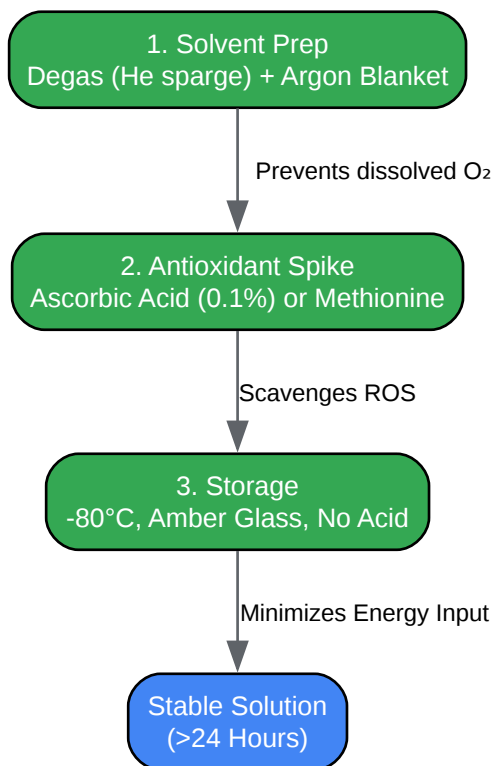 1. Solvent Prep
Degas (He sparge) + Argon Blanket
Prevents dissolved O₂
2. Antioxidant Spike
Ascorbic Acid (0.1%) or Methionine
Scavenges ROS
3. Storage
-80°C, Amber Glass, No Acid
Minimizes Energy Input
Stable Solution
(>24 Hours)